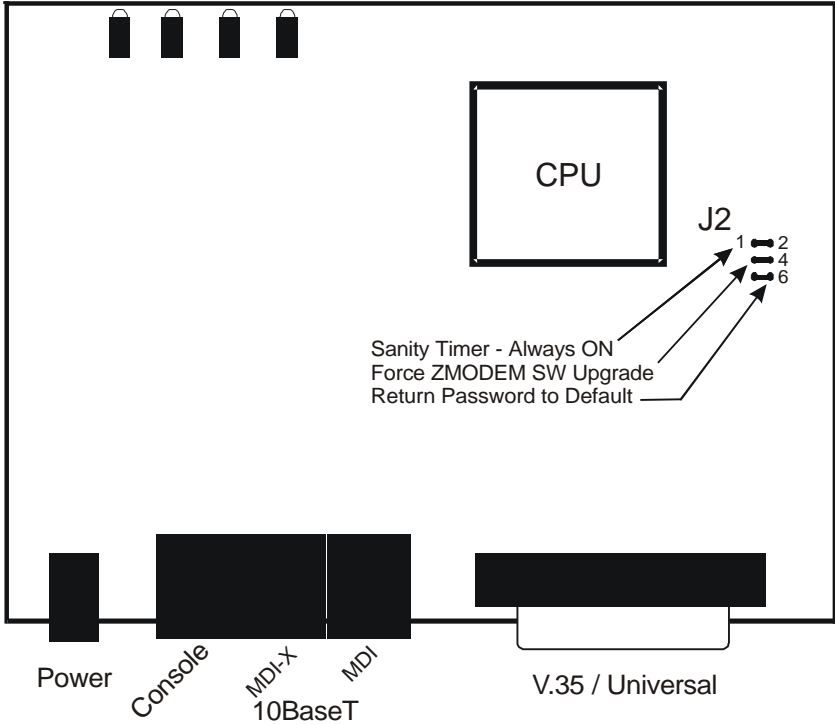 CPU
J2
1 2
4
6
Sanity Timer - Always ON
Force ZMODEM SW Upgrade
Return Password to Default
Power
Console
MDI-X
MDI
10BaseT
V.35 / Universal